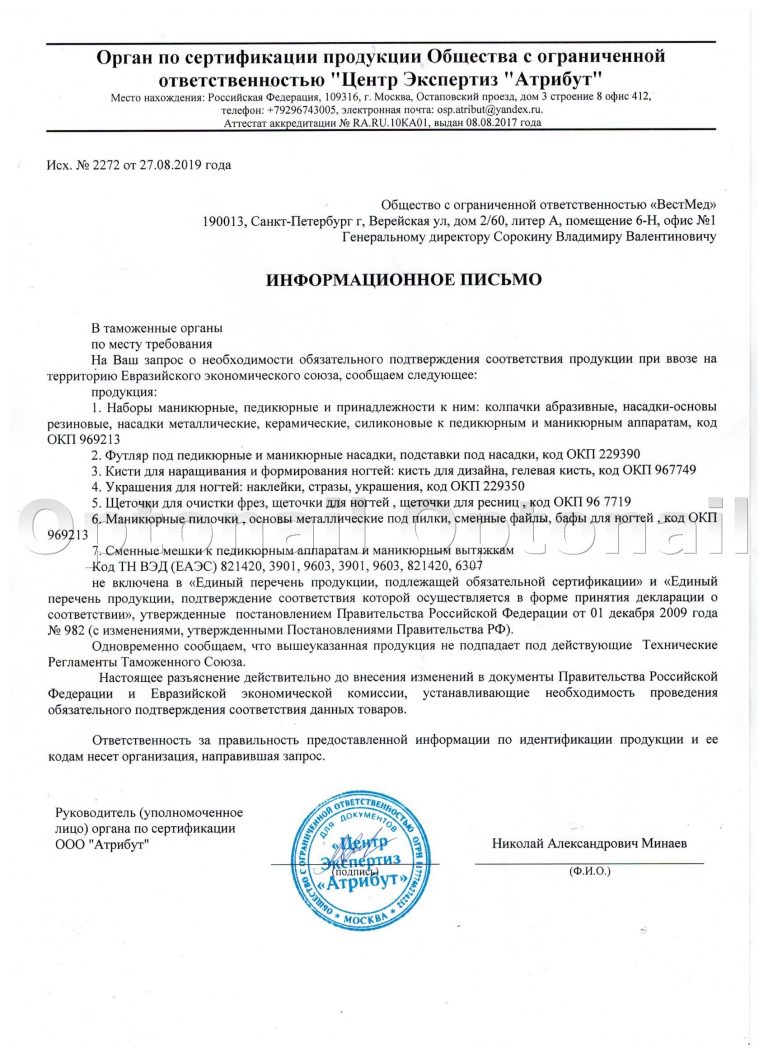 Орган по сертификации продукции Общества с ограниченной
ответственностью "Центр Экспертиз "Атрибут"
Место нахождения: Российская Федерация, 109316, г. Москва, Остаповский проезд, дом 3 строение 8 офис 412,
телефон: +79296743005, электронная почта: osp.atribut@yandex.ru.
Аттестат аккредитации № RA.RU.10КА01, выдан 08.08.2017 года
Исх. № 2272 от 27.08.2019 года
Общество с ограниченной ответственностью «ВестМед»
190013, Санкт-Петербург г, Верейская ул, дом 2/60, литер А, помещение 6-Н, офис №1
Генеральному директору Сорокину Владимиру Валентиновичу
ИНФОРМАЦИОННОЕ ПИСЬМО
В таможенные органы
по месту требования
На Ваш запрос о необходимости обязательного подтверждения соответствия продукции при ввозе на
территорию Евразийского экономического союза, сообщаем следующее:
продукция:
1. Наборы маникюрные, педикюрные и принадлежности к ним: колпачки абразивные, насадки-основы
резиновые, насадки металлические, керамические, силиконовые к педикюрным и маникюрным аппаратам, код
ОКП 969213
2. Футляр под педикюрные и маникюрные насадки, подставки под насадки, код ОКП 229390
3. Кисти для наращивания и формирования ногтей: кисть для дизайна, гелевая кисть, код ОКП 967749
4. Украшения для ногтей: наклейки, стразы, украшения, код ОКП 229350
5. Щеточки для очистки фрез, щеточки для ногтей , щеточки для ресниц , код ОКП 96 7719
6. Маникюрные пилочки , основы металлические под пилки, сменные файлы, бафы для ногтей , код ОКП
969213
Optonail Optonail
7. Сменные мешки к педикюрным аппаратам и маникюрным вытяжкам
Код ТН ВЭД (ЕАЭС) 821420, 3901, 9603, 3901, 9603, 821420, 6307
не включена в «Единый перечень продукции, подлежащей обязательной сертификации» и «Единый
перечень продукции, подтверждение соответствия которой осуществляется в форме принятия декларации о
соответствии», утвержденные постановлением Правительства Российской Федерации от 01 декабря 2009 года
№ 982 (с изменениями, утвержденными Постановлениями Правительства РФ).
Одновременно сообщаем, что вышеуказанная продукция не подпадает под действующие Технические
Регламенты Таможенного Союза.
Настоящее разъяснение действительно до внесения изменений в документы Правительства Российской
Федерации и Евразийской экономической комиссии, устанавливающие необходимость проведения
обязательного подтверждения соответствия данных товаров.
Ответственность за правильность предоставленной информации по идентификации продукции и ее
кодам несет организация, направившая запрос.
Руководитель (уполномоченное
лицо) органа по сертификации
ООО "Атрибут"
ОБЩЕСТВО С ОГРАНИЧЕННОЙ ОТВЕТСТВЕННОСТЬЮ ОГРН
ДЛЯ ДОКУМЕНТОВ
«Центр
Экспертиз
«Атрибут»
* МОСКВА *
(подпись)
Николай Александрович Минаев
(Ф.И.О.)